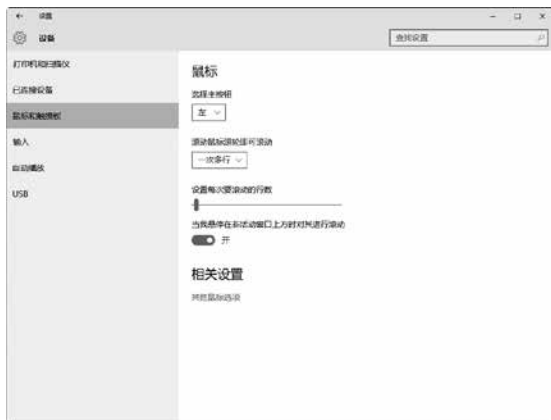 设置
设备
查找设置
打印机和扫描仪
已连接设备
鼠标和触摸板
输入
自动播放
USB
鼠标
选择主按钮
左
滚动鼠标滚轮即可滚动
一次多行
设置每次要滚动的行数
当我悬停在非活动窗口上方时对其进行滚动
开
相关设置
其他鼠标选项